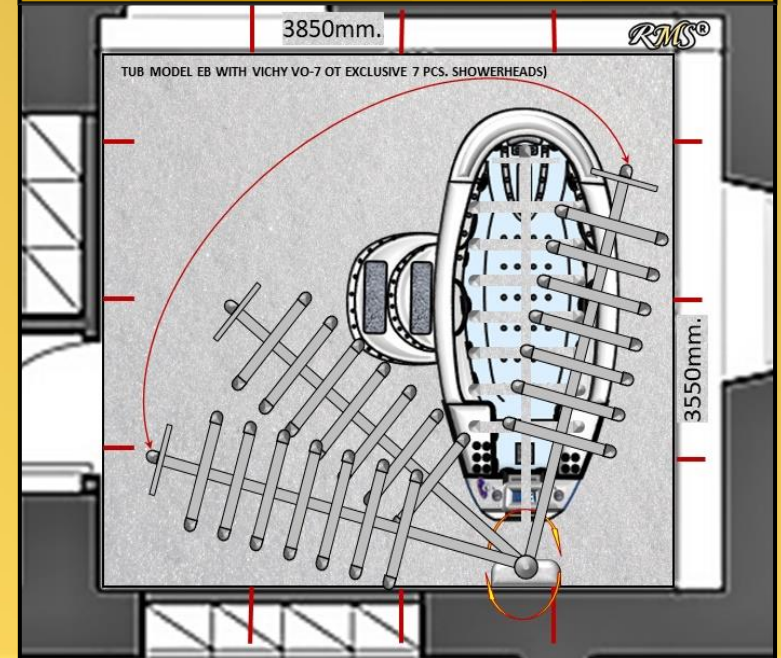 3850mm.
RMS®
TUB MODEL EB WITH VICHY VO-7 OT EXCLUSIVE 7 PCS. SHOWERHEADS)
3550mm.